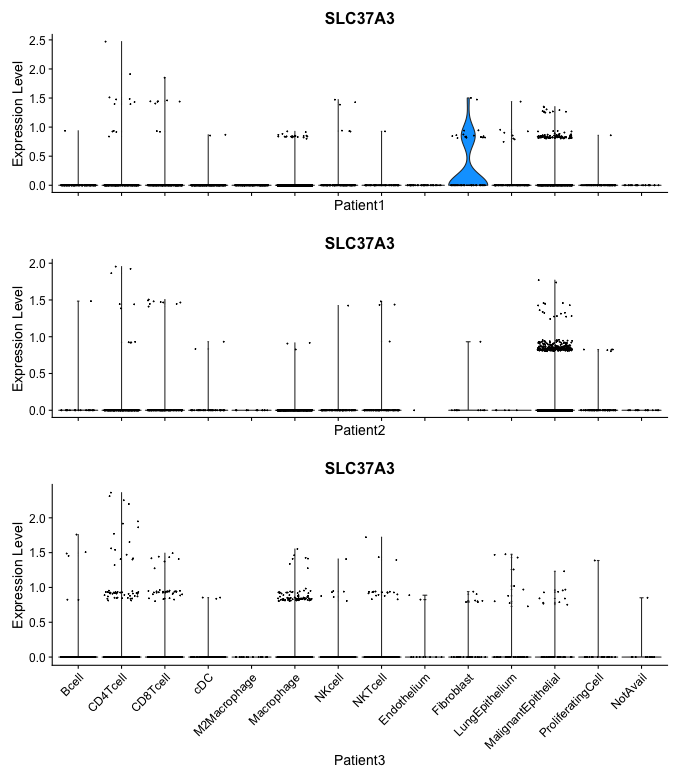 SLC37A3
Expression Level
2.5
2.0
1.5
1.0
0.5
0.0
Patient1
SLC37A3
Expression Level
2.0
1.5
1.0
0.5
0.0
Patient2
SLC37A3
Expression Level
2.0
1.5
1.0
0.5
0.0
Bcell
CD4Tcell
CD8Tcell
cDC
M2Macrophage
Macrophage
NKcell
NKTcell
Endothelium
Fibroblast
LungEpithelium
MalignantEpithelial
ProliferatingCell
NotAvail
Patient3